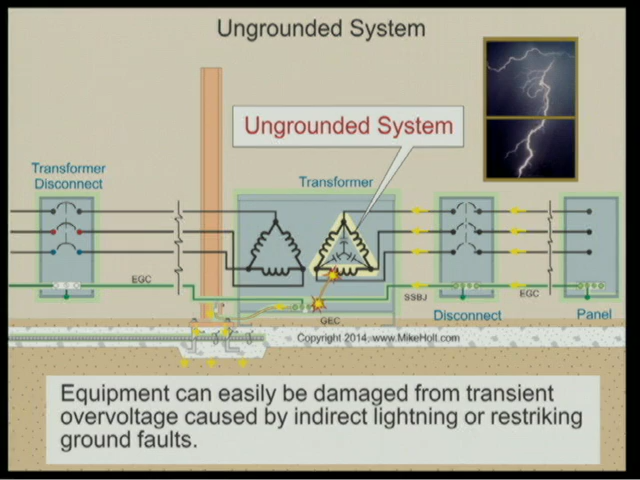 Ungrounded System
Ungrounded System
Transformer
Disconnect
Transformer
EGC
SSBJ
EGC
GEC
Disconnect
Panel
Copyright 2014, www.MikeHolt.com
Equipment can easily be damaged from transient
overvoltage caused by indirect lightning or restriking
ground faults.